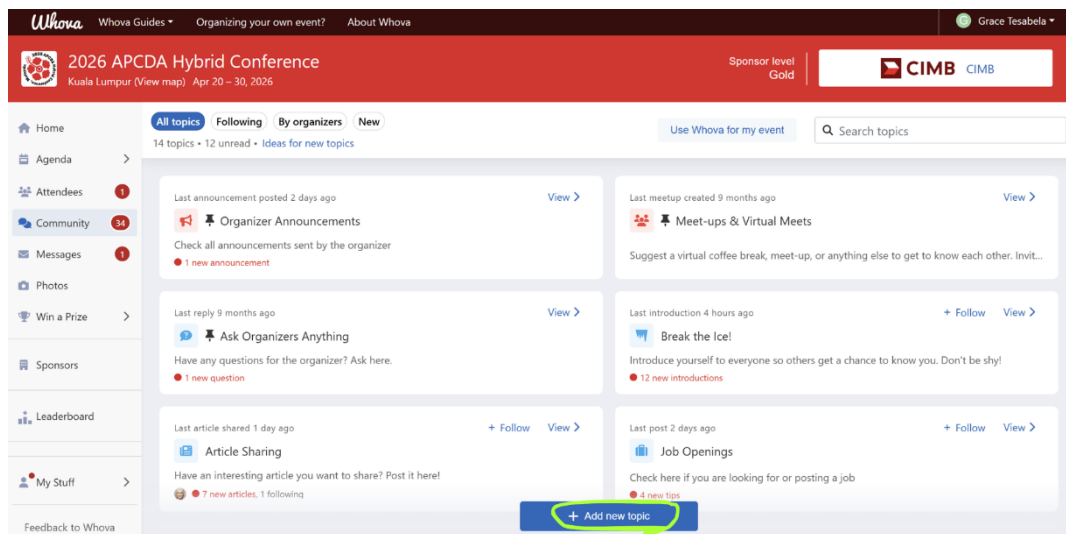 Whova Whova Guides Organizing your own event? About Whova G Grace Tesabela
2026 APCDA Hybrid Conference
Kuala Lumpur (View map) Apr 20 – 30, 2026
Sponsor level
Gold
CIMB CIMB
Home
Agenda
Attendees 1
Community 34
Messages 1
Photos
Win a Prize
Sponsors
Leaderboard
My Stuff
Feedback to Whova
All topics Following By organizers New
14 topics • 12 unread • Ideas for new topics
Use Whova for my event
Search topics
Last announcement posted 2 days ago View
Organizer Announcements
Check all announcements sent by the organizer
1 new announcement
Last meetup created 9 months ago View
Meet-ups & Virtual Meets
Suggest a virtual coffee break, meet-up, or anything else to get to know each other. Invit...
Last reply 9 months ago View
Ask Organizers Anything
Have any questions for the organizer? Ask here.
1 new question
Last introduction 4 hours ago + Follow View
Break the Ice!
Introduce yourself to everyone so others get a chance to know you. Don't be shy!
12 new introductions
Last article shared 1 day ago + Follow View
Article Sharing
Have an interesting article you want to share? Post it here!
7 new articles, 1 following
Last post 2 days ago + Follow View
Job Openings
Check here if you are looking for or posting a job
4 new tips
+ Add new topic